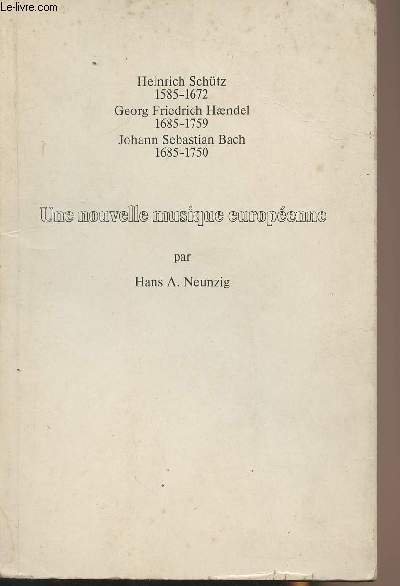 Le-livre.com
Heinrich Schütz
1585-1672
Georg Friedrich Hændel
1685-1759
Johann Sebastian Bach
1685-1750
Une nouvelle musique européenne
par
Hans A. Neunzig